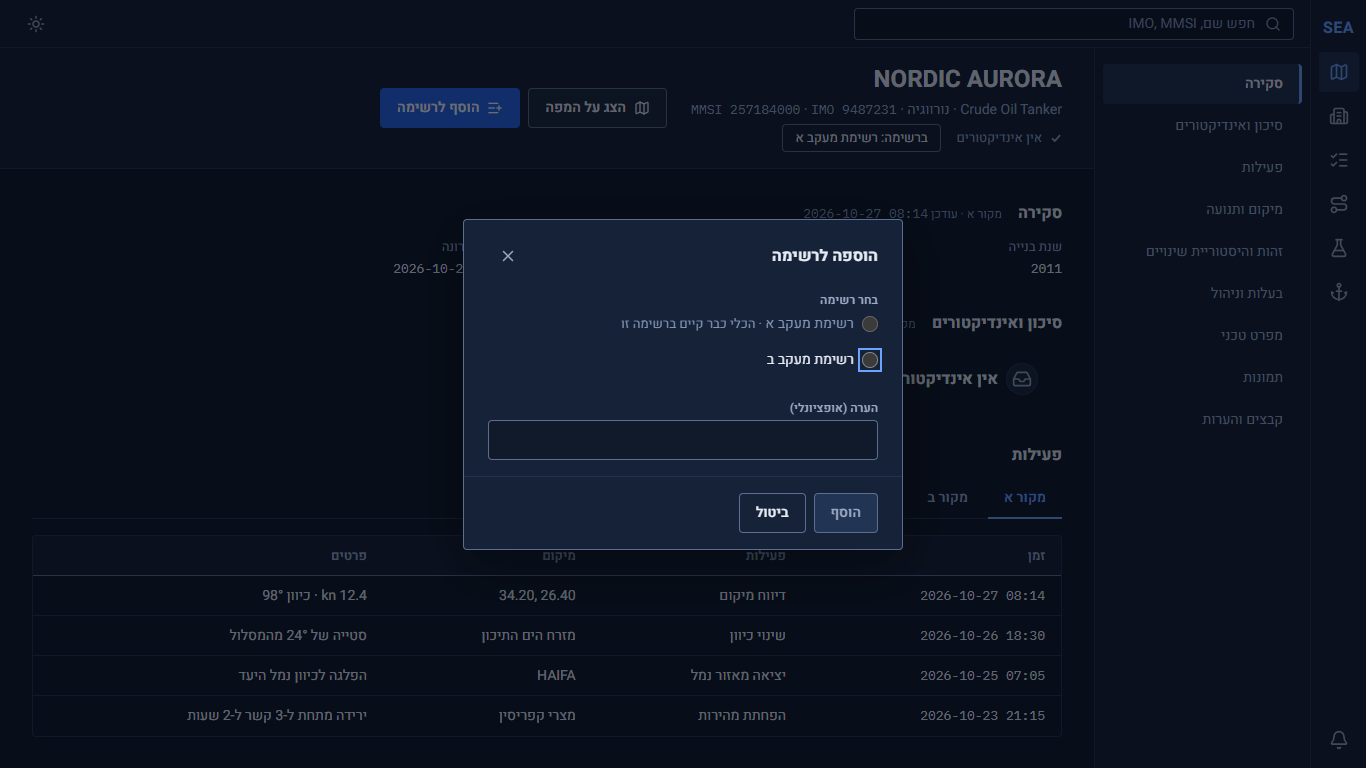 SEA
חפש שם, IMO, MMSI
סקירה
סיכון ואינדיקטורים
פעילות
מיקום ותנועה
זהות והיסטוריית שינויים
בעלות וניהול
מפרט טכני
תמונות
קבצים והערות
NORDIC AURORA
Crude Oil Tanker · נורווגיה · IMO 9487231 · MMSI 257184000
אין אינדיקטורים
ברשימה: רשימת מעקב א
הצג על המפה
הוסף לרשימה
סקירה
מקור א · עודכן 2026-10-27 08:14
שנת בנייה
2011
רונה
2026-10-2
סיכון ואינדיקטורים
אין אינדיקטור
פעילות
מקור א
מקור ב
הוספה לרשימה
בחר רשימה
רשימת מעקב א · הכלי כבר קיים ברשימה זו
רשימת מעקב ב
הערה (אופציונלי)
הוסף
ביטול
זמן פעילות מיקום פרטים
2026-10-27 08:14 דיווח מיקום 34.20, 26.40 12.4 kn · כיוון 98°
2026-10-26 18:30 שינוי כיוון מזרח הים התיכון סטייה של 24° מהמסלול
2026-10-25 07:05 יציאה מאזור נמל HAIFA הפלגה לכיוון נמל היעד
2026-10-23 21:15 הפחתת מהירות מצרי קפריסין ירידה מתחת ל-3 קשר ל-2 שעות